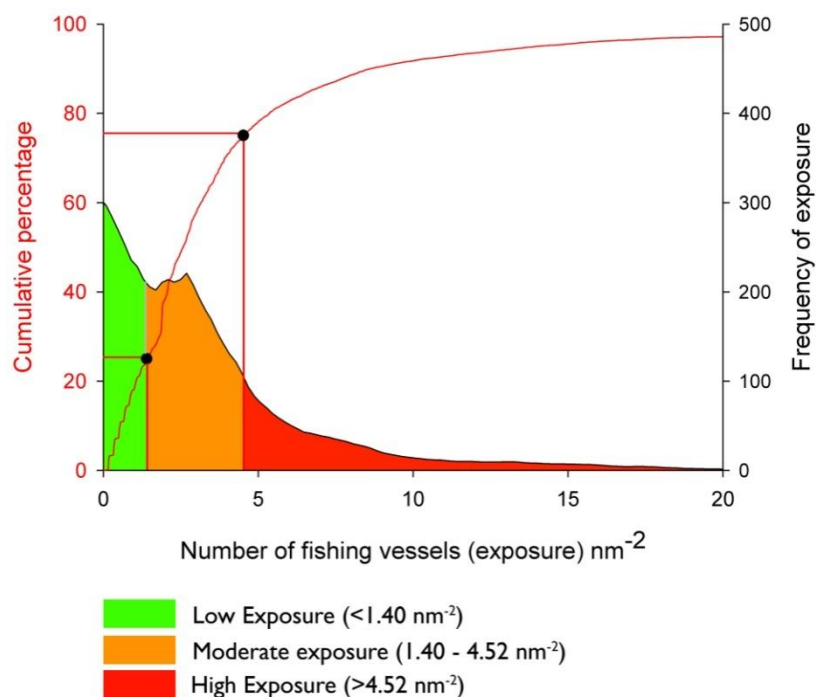 100
80
60
40
20
0
Cumulative percentage
500
400
300
200
100
0
Frequency of exposure
0 5 10 15 20
Number of fishing vessels (exposure) nm-2
Low Exposure (<1.40 nm-2)
Moderate exposure (1.40 - 4.52 nm-2)
High Exposure (>4.52 nm-2)